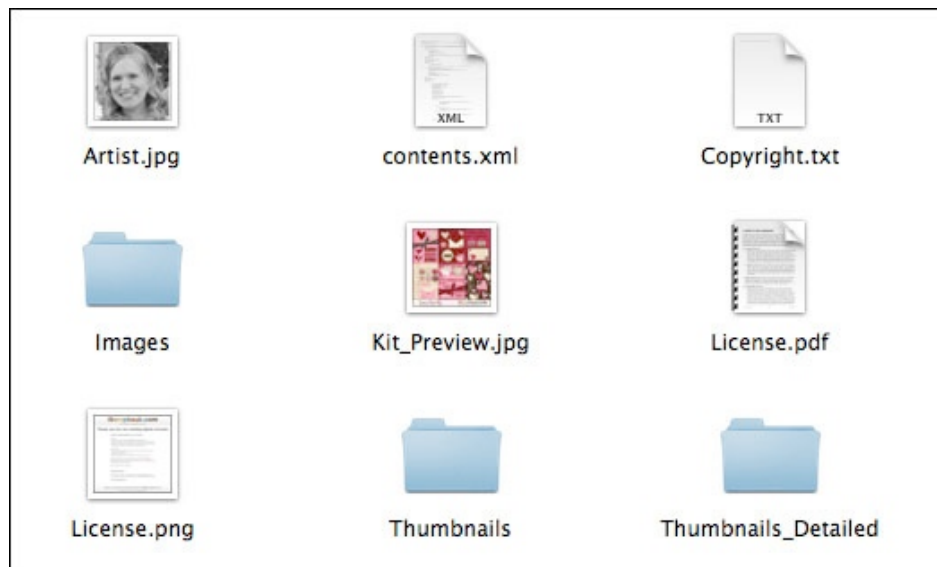 XML
TXT
Artist.jpg
contents.xml
Copyright.txt
Images
Kit_Preview.jpg
License.pdf
License.png
Thumbnails
Thumbnails_Detailed